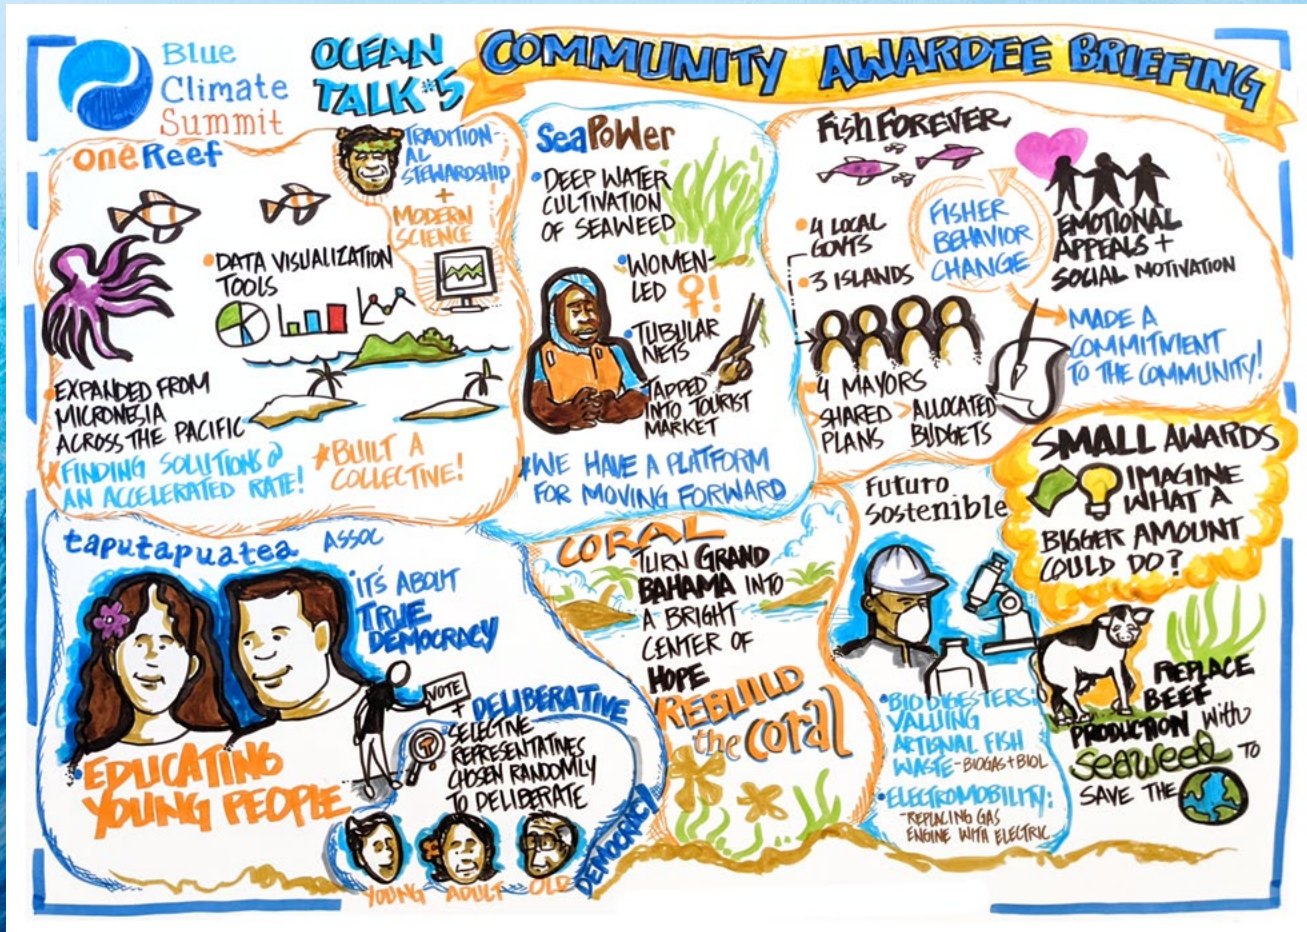 Blue
Climate
Summit
OCEAN
TALK #5
COMMUNITY AWARDEE BRIEFING
oneReef
TRADITION-
AL
STEWARDSHIP
+
MODERN
SCIENCE
•DATA VISUALIZATION
TOOLS
•EXPANDED FROM
MICRONESIA
ACROSS THE PACIFIC
*FINDING SOLUTIONS @
AN ACCELERATED RATE!
*BUILT A
COLLECTIVE!
SeaPoWer
•DEEP WATER
CULTIVATION
OF SEAWEED
•WOMEN-
LED ♀!
•TUBULAR
NETS
•TAPPED
INTO TOURIST
MARKET
*WE HAVE A PLATFORM
FOR MOVING FORWARD
Fish FOREVER
•4 LOCAL
GOVTS
•3 ISLANDS
FISHER
BEHAVIOR
CHANGE
EMOTIONAL
APPEALS +
SOCIAL MOTIVATION
4 MAYORS
SHARED
PLANS
>ALLOCATED
BUDGETS
MADE A
COMMITMENT
TO THE COMMUNITY!
SMALL AWARDS
IMAGINE
WHAT A
BIGGER AMOUNT
COULD DO?
taputapuatea ASSOC
•IT'S ABOUT
TRUE
DEMOCRACY
VOTE
+ DELIBERATIVE
•SELECTIVE
REPRESENTATIVES
CHOSEN RANDOMLY
TO DELIBERATE
DEMOCRACY
•EDUCATING
YOUNG PEOPLE
YOUNG ADULT OLD
CORAL
TURN GRAND
BAHAMA INTO
A BRIGHT
CENTER OF
HOPE
REBUILD
the CORAL
Futuro
Sostenible
•BIODIGESTERS:
VALUING
ARTISNAL FISH
WASTE -BIOGAS+BIOL
•ELECTROMOBILITY:
-REPLACING GAS
ENGINE WITH ELECTRIC
REPLACE
BEEF
PRODUCTION with
Seaweed TO
SAVE THE